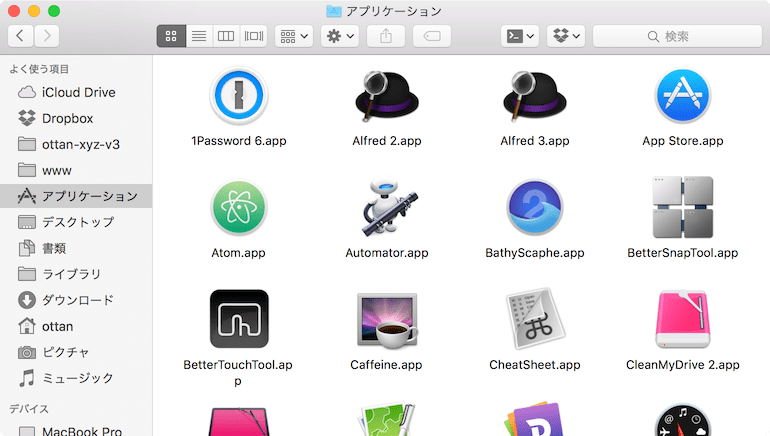 アプリケーション
検索
よく使う項目
iCloud Drive
Dropbox
ottan-xyz-v3
www
アプリケーション
デスクトップ
書類
ライブラリ
ダウンロード
ottan
ピクチャ
ミュージック
デバイス
MacBook Pro
1Password 6.app
Alfred 2.app
Alfred 3.app
App Store.app
Atom.app
Automator.app
2
BathyScaphe.app
BetterSnapTool.app
BetterTouchTool.ap
p
Caffeine.app
CheatSheet.app
CleanMyDrive 2.app